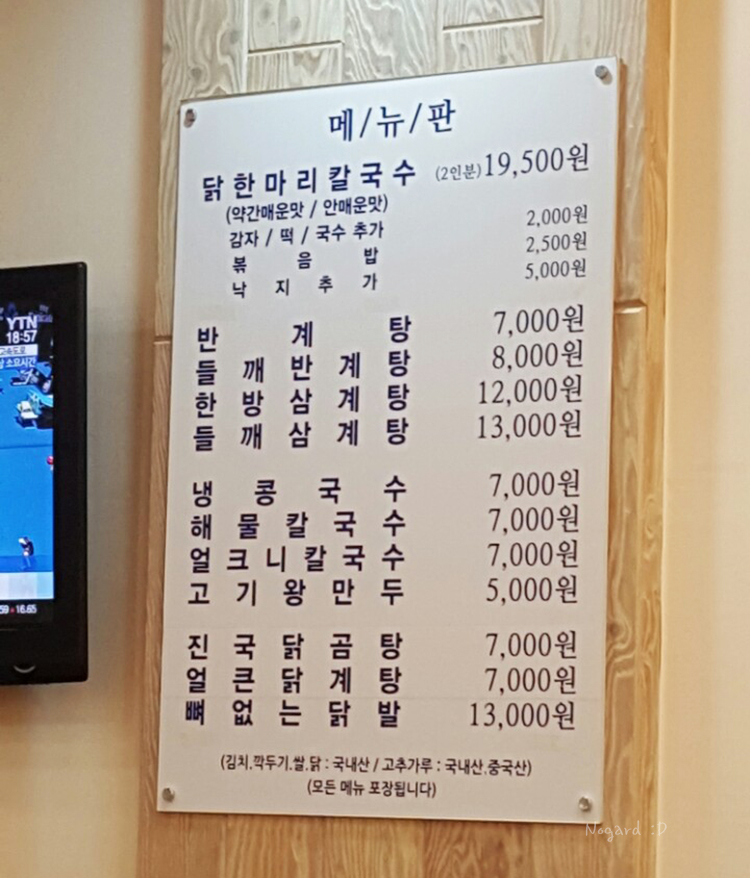 메/뉴/판
닭한마리칼국수 (2인분)19,500원
(약간매운맛 / 안매운맛)
감자 / 떡 / 국수 추가 2,000원
볶음밥 2,500원
낙지추가 5,000원
반계탕 7,000원
들깨반계탕 8,000원
한방삼계탕 12,000원
들깨삼계탕 13,000원
냉콩국수 7,000원
해물칼국수 7,000원
얼크니칼국수 7,000원
고기왕만두 5,000원
진국닭곰탕 7,000원
얼큰닭계탕 7,000원
뼈없는닭발 13,000원
(김치.깍두기.쌀.닭 : 국내산 / 고추가루 : 국내산.중국산)
(모든 메뉴 포장됩니다)
YTN
18:57
고속도로
소요시간
16.65
Nogard :D